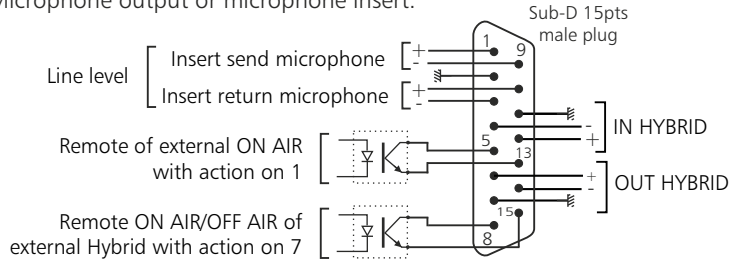 Microphone output or microphone insert.
Sub-D 15pts
male plug
1
9
Insert send microphone
+
-
Line level
Insert return microphone
+
-
-
+
IN HYBRID
Remote of external ON AIR
with action on 1
5
13
+
-
OUT HYBRID
Remote ON AIR/OFF AIR of
external Hybrid with action on 7
15
8